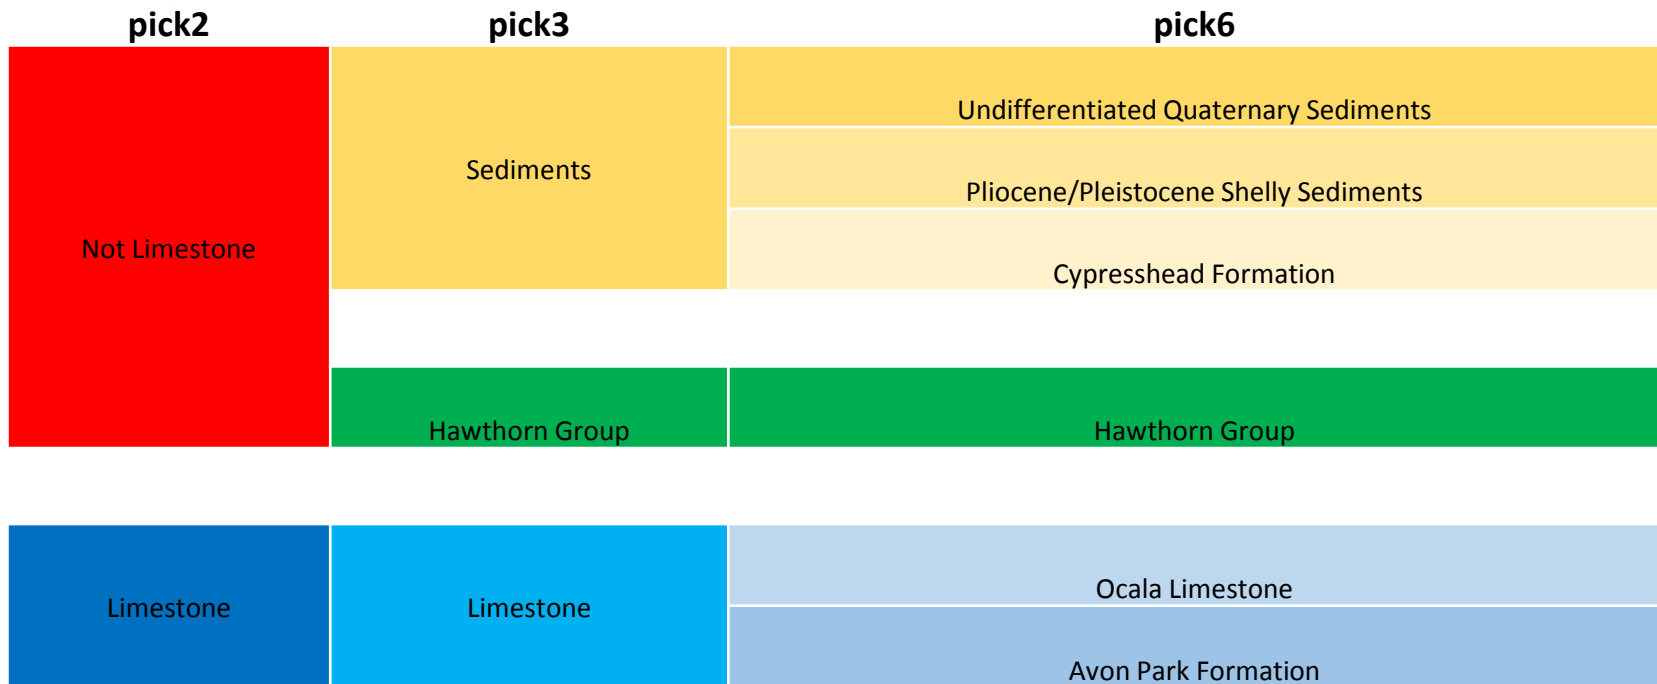 pick2 pick3 pick6
Undifferentiated Quaternary Sediments
Sediments
Pliocene/Pleistocene Shelly Sediments
Not Limestone
Cypresshead Formation
Hawthorn Group Hawthorn Group
Ocala Limestone
Limestone Limestone
Avon Park Formation